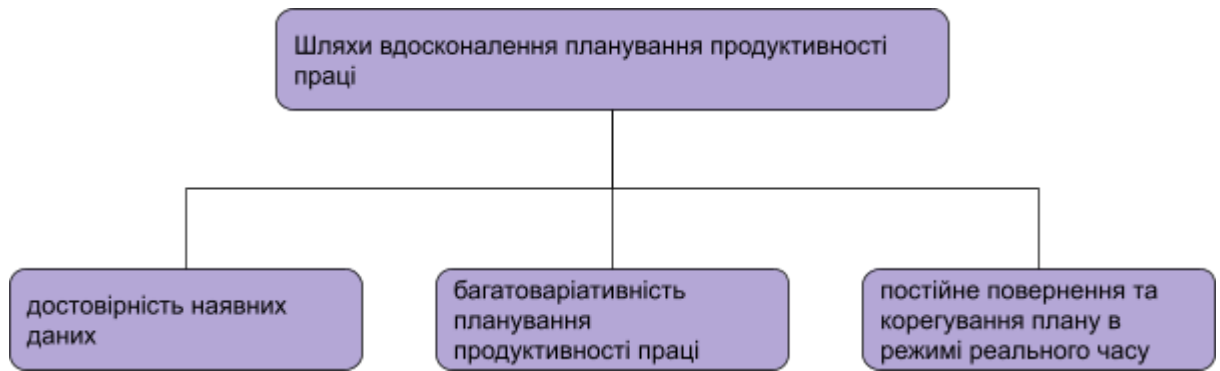 Шляхи вдосконалення планування продуктивності
праці
достовірність наявних
даних
багатоваріативність
планування
продуктивності праці
постійне повернення та
корегування плану в
режимі реального часу